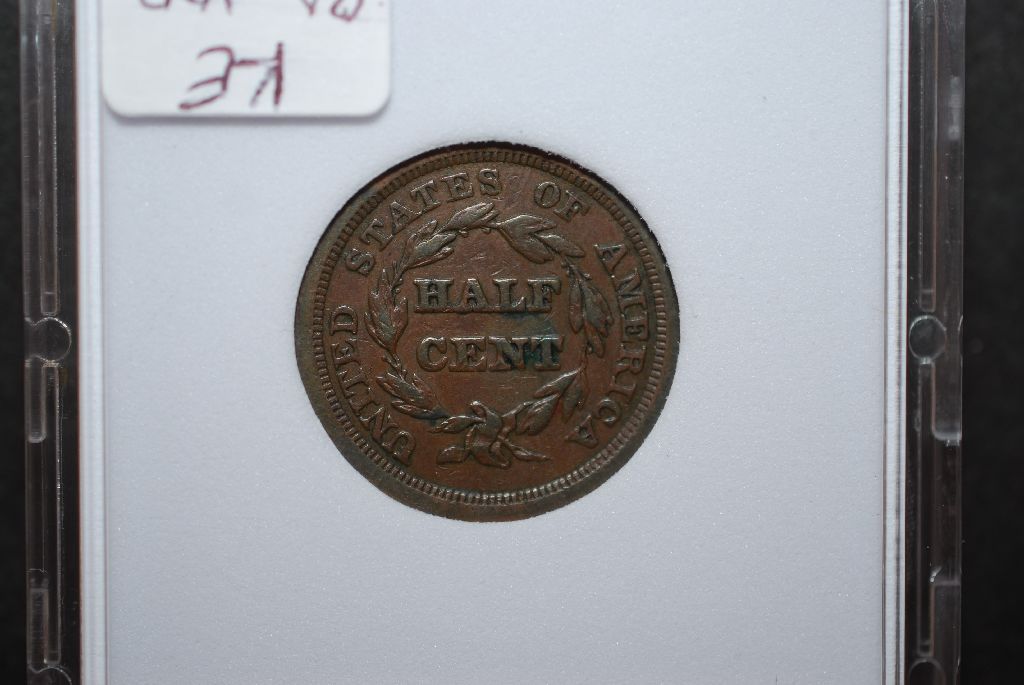 UNITED STATES OF AMERICA
HALF
CENT